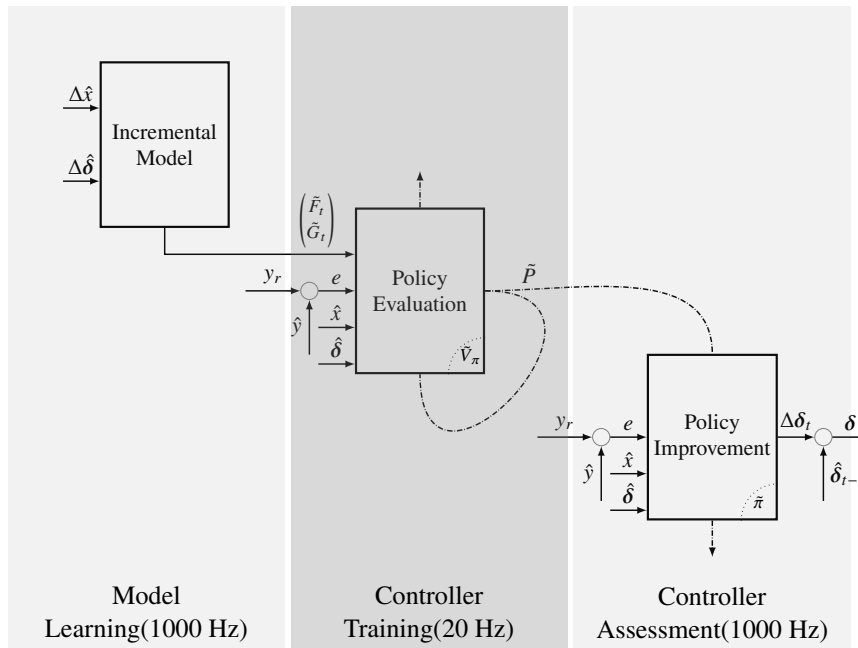 Δx̂
Incremental
Model
Δδ̂
F̃ₜ
G̃ₜ
yᵣ
e
ŷ
x̂
δ̂
Policy
Evaluation
Ṽ_π
P̃
yᵣ
e
ŷ
x̂
δ̂
Policy
Improvement
π̃
Δδₜ
δ
δ̂ₜ₋
Model
Learning(1000 Hz)
Controller
Training(20 Hz)
Controller
Assessment(1000 Hz)